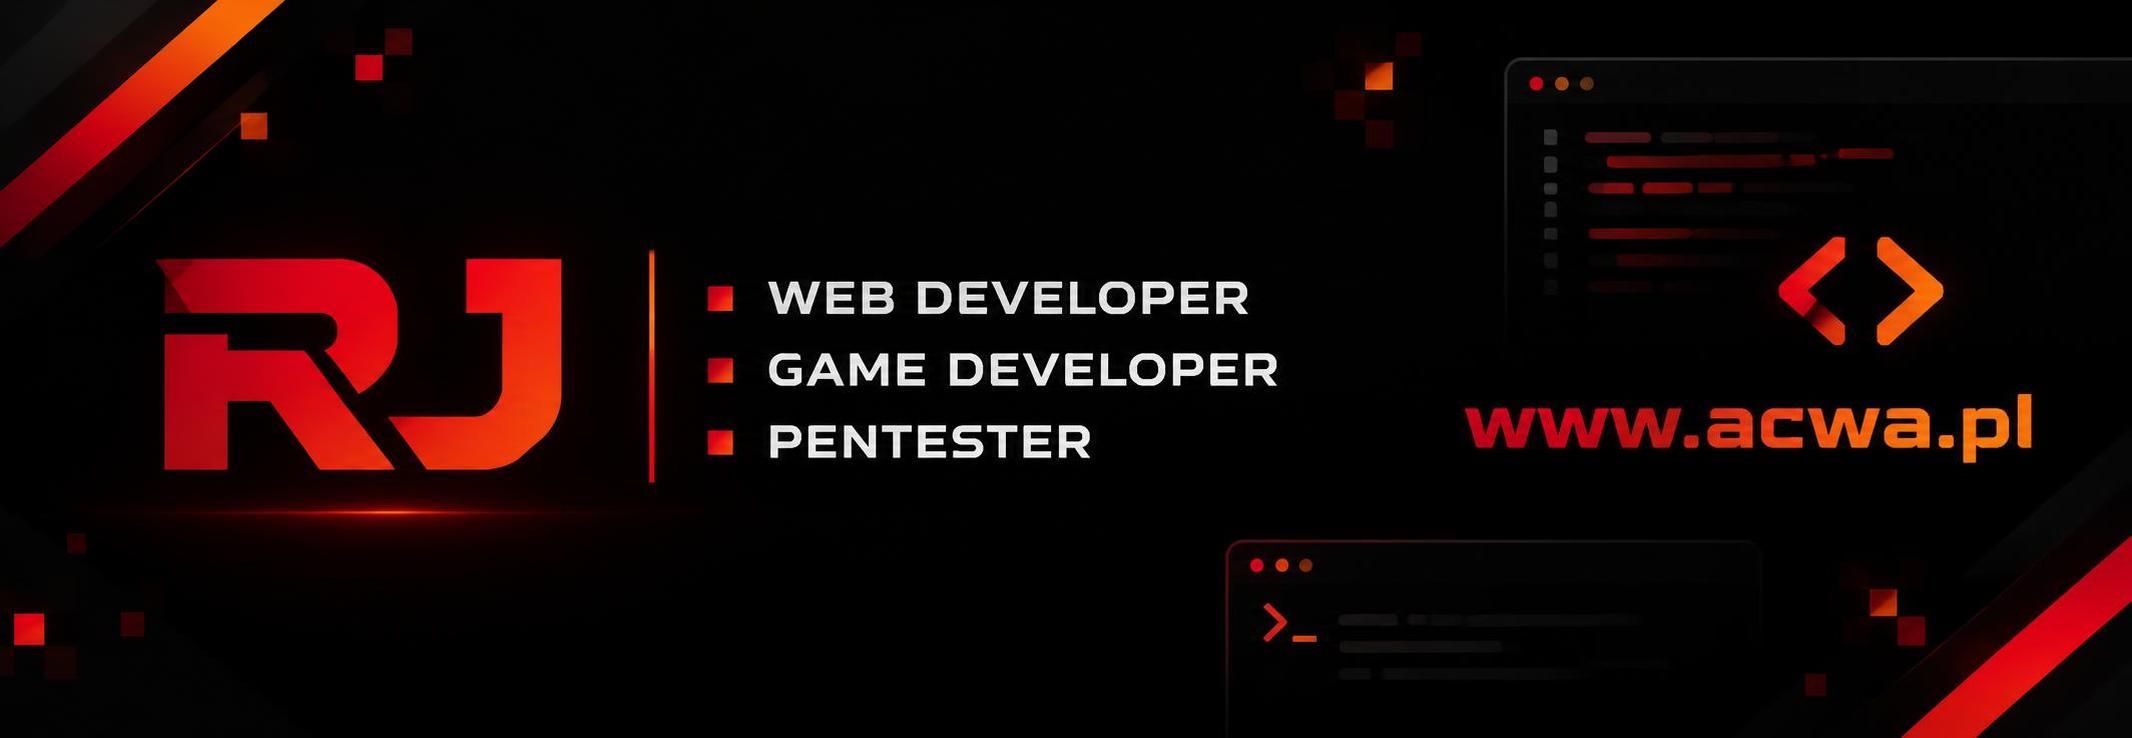 RJ
WEB DEVELOPER
GAME DEVELOPER
PENTESTER
<>
www.acwa.pl
>_